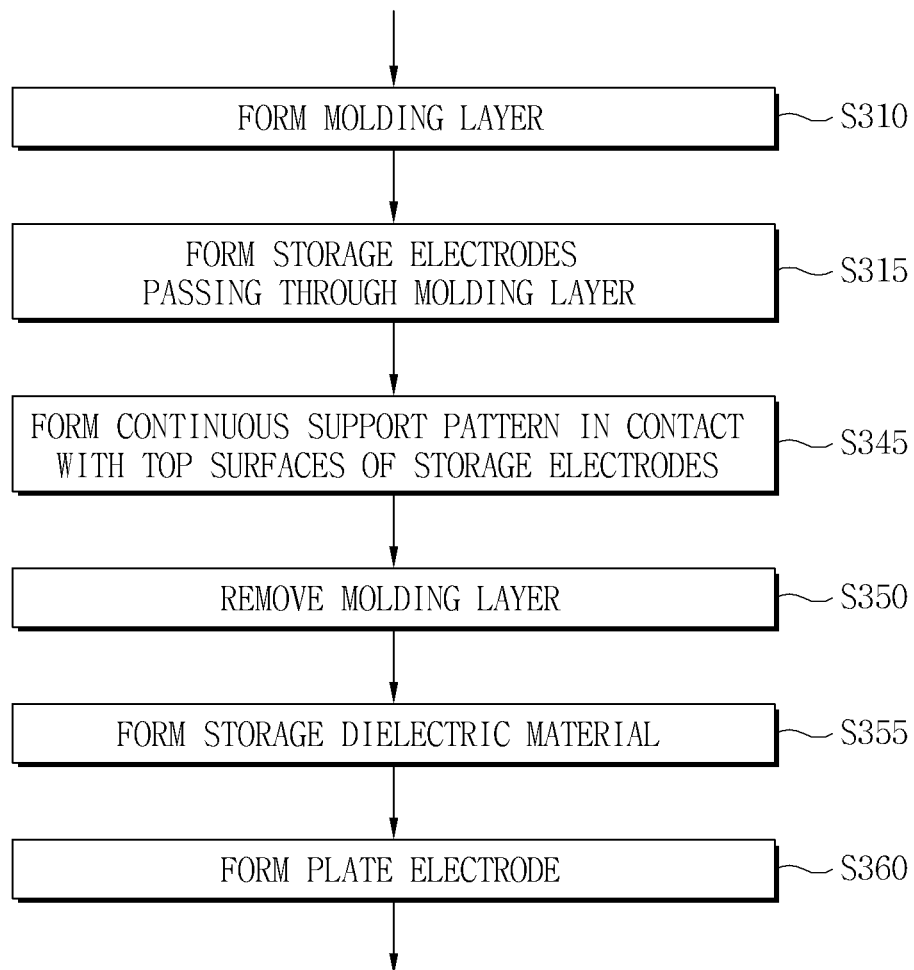 FORM MOLDING LAYER
S310
FORM STORAGE ELECTRODES
PASSING THROUGH MOLDING LAYER
S315
FORM CONTINUOUS SUPPORT PATTERN IN CONTACT
WITH TOP SURFACES OF STORAGE ELECTRODES
S345
REMOVE MOLDING LAYER
S350
FORM STORAGE DIELECTRIC MATERIAL
S355
FORM PLATE ELECTRODE
S360